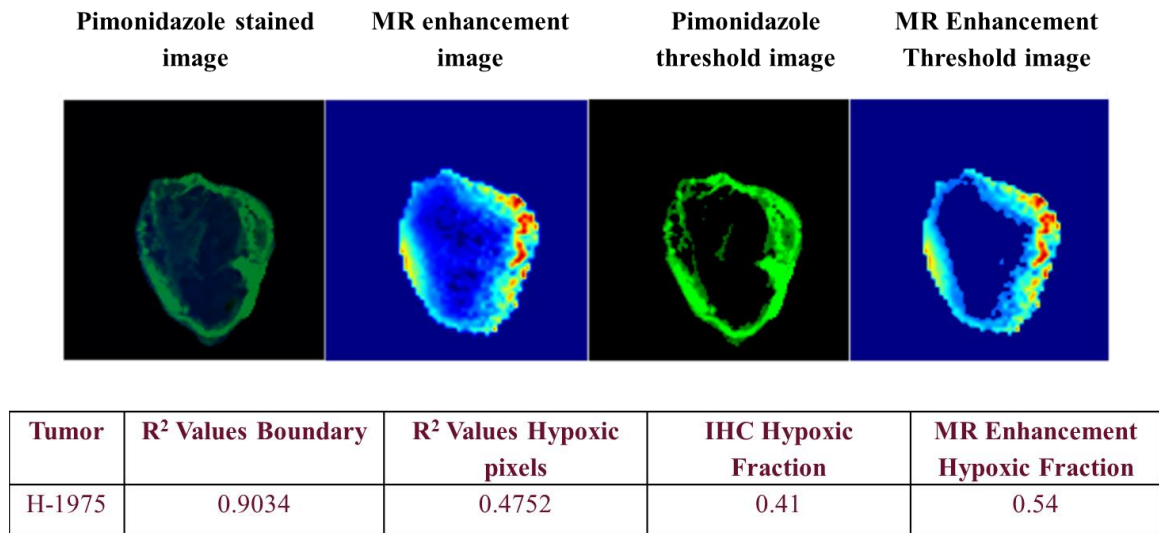 Pimonidazole stained image
MR enhancement image
Pimonidazole threshold image
MR Enhancement Threshold image
Tumor
R² Values Boundary
R² Values Hypoxic pixels
IHC Hypoxic Fraction
MR Enhancement Hypoxic Fraction
H-1975
0.9034
0.4752
0.41
0.54